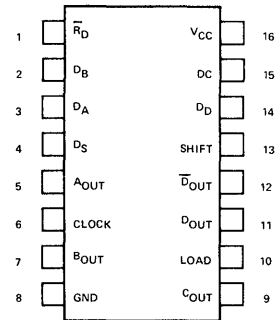 1 R̅D VCC 16
2 DB DC 15
3 DA DD 14
4 DS SHIFT 13
5 AOUT D̅OUT 12
6 CLOCK DOUT 11
7 BOUT LOAD 10
8 GND COUT 9